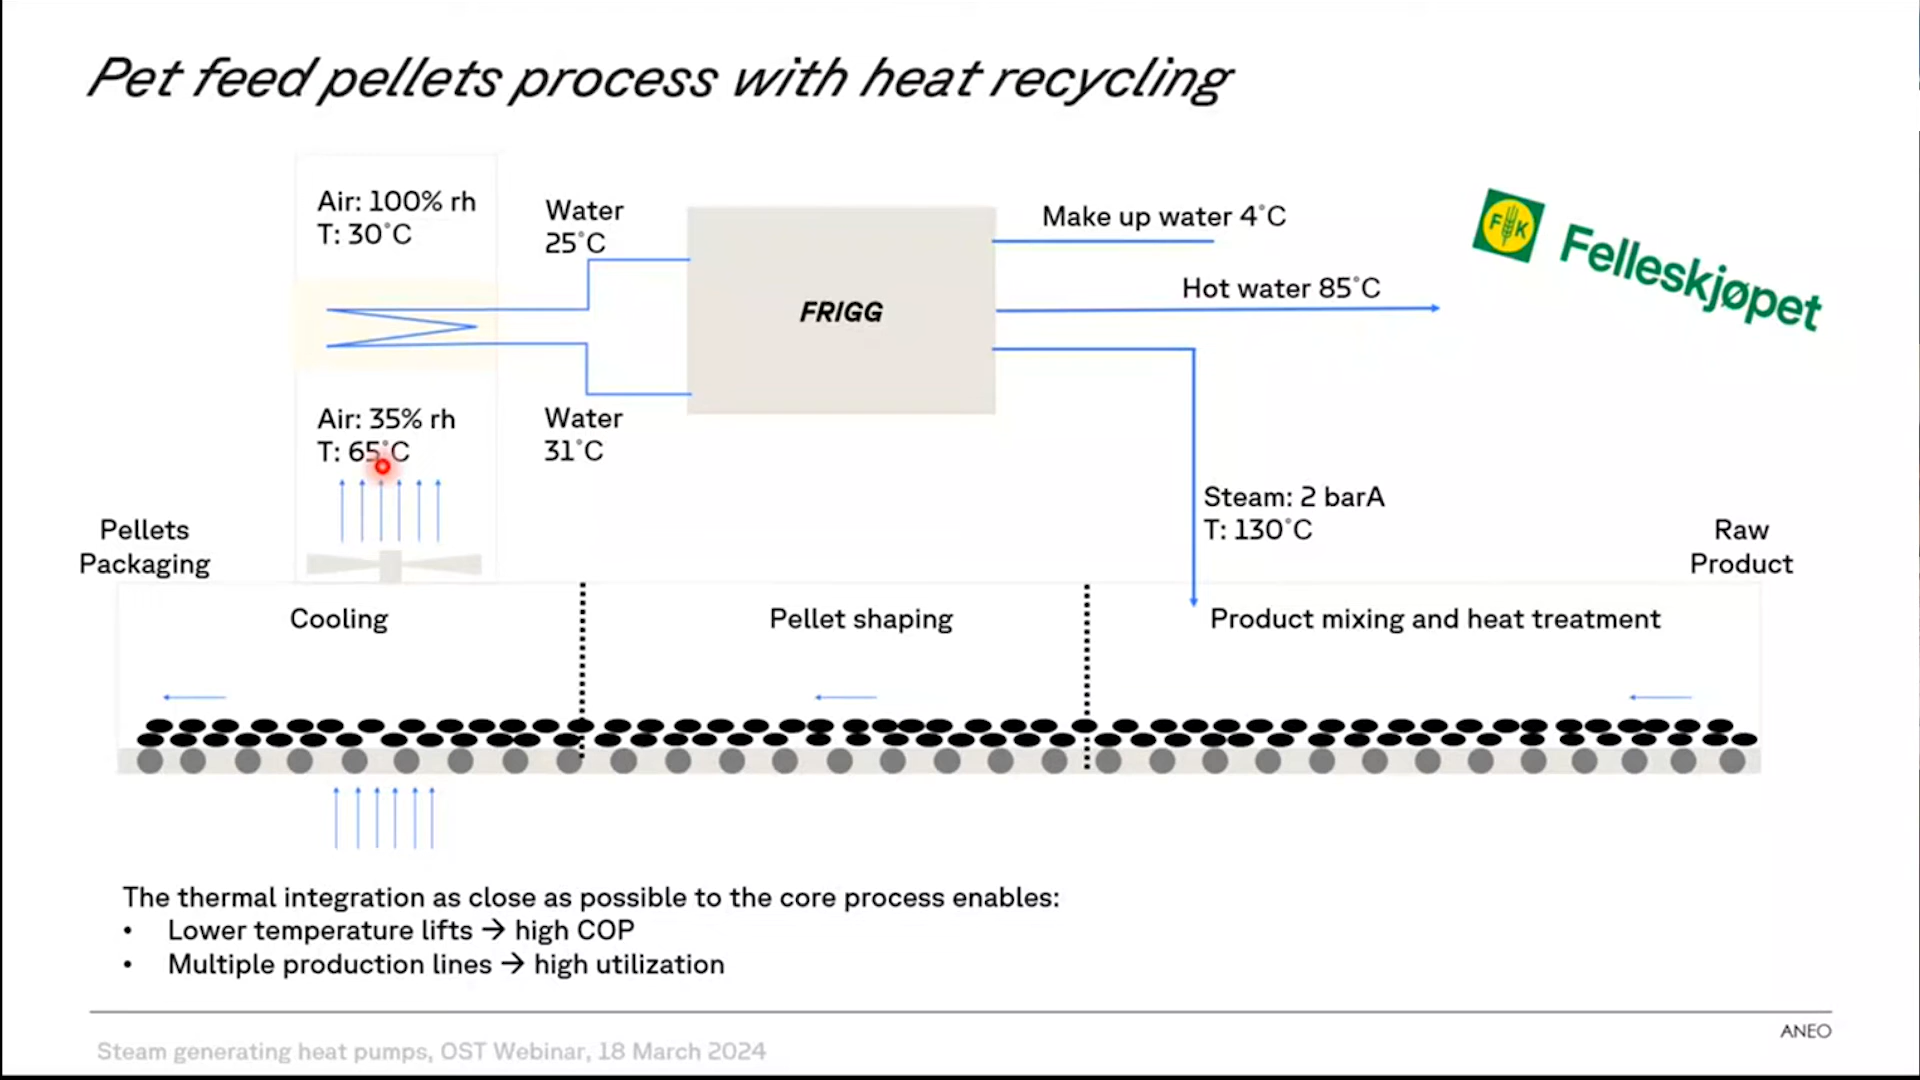 Pet feed pellets process with heat recycling
Air: 100% rh
T: 30°C
Water
25°C
Make up water 4°C
Hot water 85°C
FK
Felleskjøpet
FRIGG
Air: 35% rh
T: 65°C
Water
31°C
Steam: 2 barA
T: 130°C
Pellets
Packaging
Raw
Product
Cooling
Pellet shaping
Product mixing and heat treatment
The thermal integration as close as possible to the core process enables:
• Lower temperature lifts → high COP
• Multiple production lines → high utilization
ANEO
Steam generating heat pumps, OST Webinar, 18 March 2024